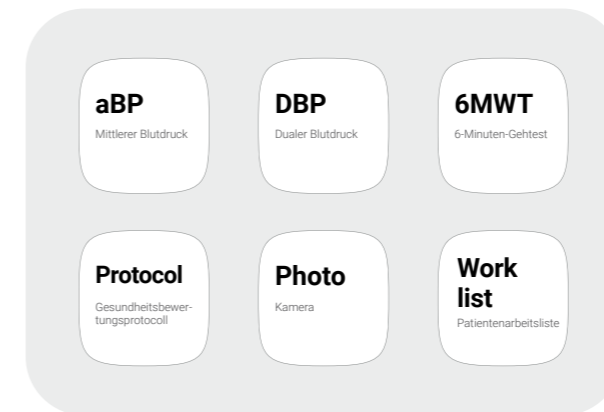 aBP
Mittlerer Blutdruck
DBP
Dualer Blutdruck
6MWT
6-Minuten-Gehtest
Protocol
Gesundheitsbewer-
tungsprotocoll
Photo
Kamera
Work
list
Patientenarbeitsliste